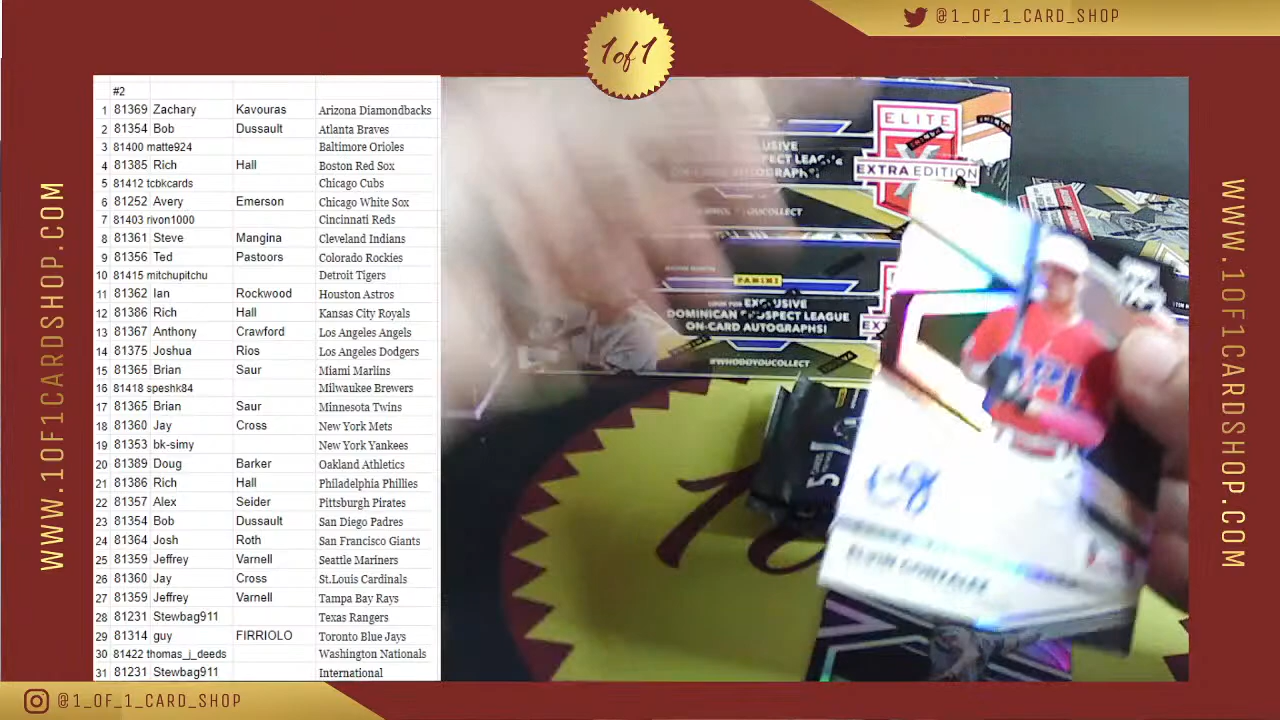 @1_OF_1_CARD_SHOP
1 of 1
#2
1 81369 Zachary Kavouras Arizona Diamondbacks
2 81354 Bob Dussault Atlanta Braves
3 81400 matte924 Baltimore Orioles
4 81385 Rich Hall Boston Red Sox
5 81412 tcbkcards Chicago Cubs
6 81252 Avery Emerson Chicago White Sox
7 81403 rivon1000 Cincinnati Reds
8 81361 Steve Mangina Cleveland Indians
9 81356 Ted Pastoors Colorado Rockies
10 81415 mitchupitchu Detroit Tigers
11 81362 Ian Rockwood Houston Astros
12 81386 Rich Hall Kansas City Royals
13 81367 Anthony Crawford Los Angeles Angels
14 81375 Joshua Rios Los Angeles Dodgers
15 81365 Brian Saur Miami Marlins
16 81418 speshk84 Milwaukee Brewers
17 81365 Brian Saur Minnesota Twins
18 81360 Jay Cross New York Mets
19 81353 bk-simy New York Yankees
20 81389 Doug Barker Oakland Athletics
21 81386 Rich Hall Philadelphia Phillies
22 81357 Alex Seider Pittsburgh Pirates
23 81354 Bob Dussault San Diego Padres
24 81364 Josh Roth San Francisco Giants
25 81359 Jeffrey Varnell Seattle Mariners
26 81360 Jay Cross St.Louis Cardinals
27 81359 Jeffrey Varnell Tampa Bay Rays
28 81231 Stewbag911 Texas Rangers
29 81314 guy FIRRIOLO Toronto Blue Jays
30 81422 thomas_j_deeds Washington Nationals
31 81231 Stewbag911 International
WWW.1OF1CARDSHOP.COM
ELITE
EXTRA EDITION
PANINI
EXCLUSIVE
DOMINICAN PROSPECT LEAGUE
ON-CARD AUTOGRAPHS!
#WHODOYOUCOLLECT
WWW.1OF1CARDSHOP.COM
@1_OF_1_CARD_SHOP